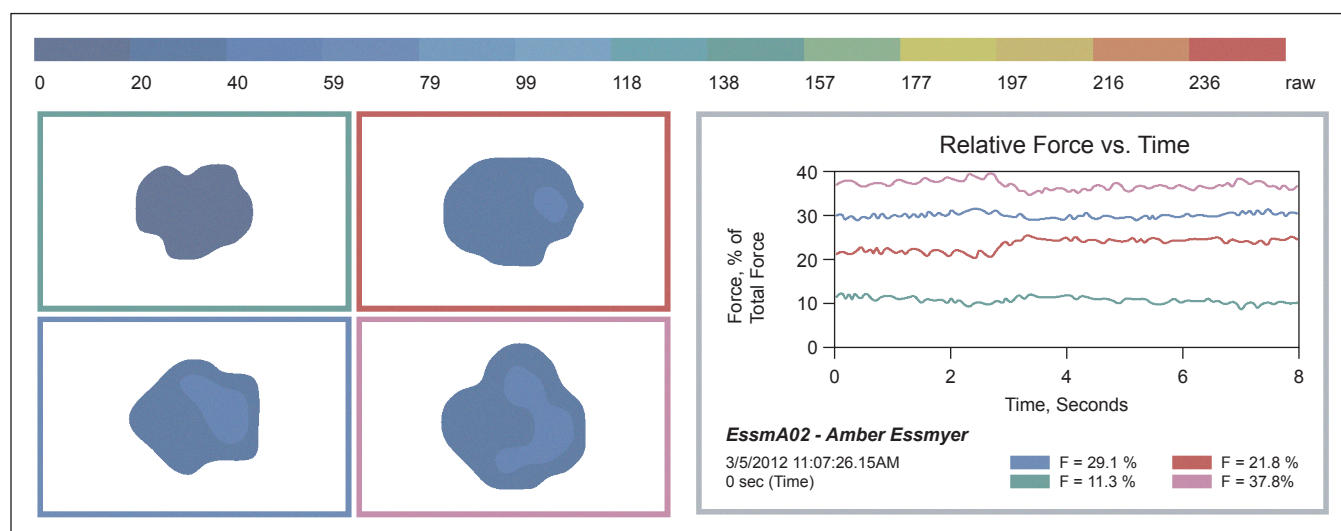 0 20 40 59 79 99 118 138 157 177 197 216 236 raw
Relative Force vs. Time
Force, % of
Total Force
40
30
20
10
0
0 2 4 6 8
Time, Seconds
EssmA02 - Amber Essmyer
3/5/2012 11:07:26.15AM
0 sec (Time)
F = 29.1 % F = 21.8 %
F = 11.3 % F = 37.8%